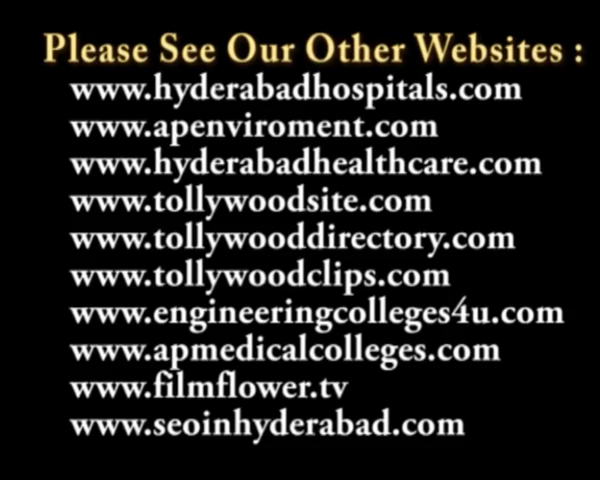 Please See Our Other Websites :
www.hyderabadhospitals.com
www.apenviroment.com
www.hyderabadhealthcare.com
www.tollywoodsite.com
www.tollywooddirectory.com
www.tollywoodclips.com
www.engineeringcolleges4u.com
www.apmedicalcolleges.com
www.filmflower.tv
www.seoinhyderabad.com